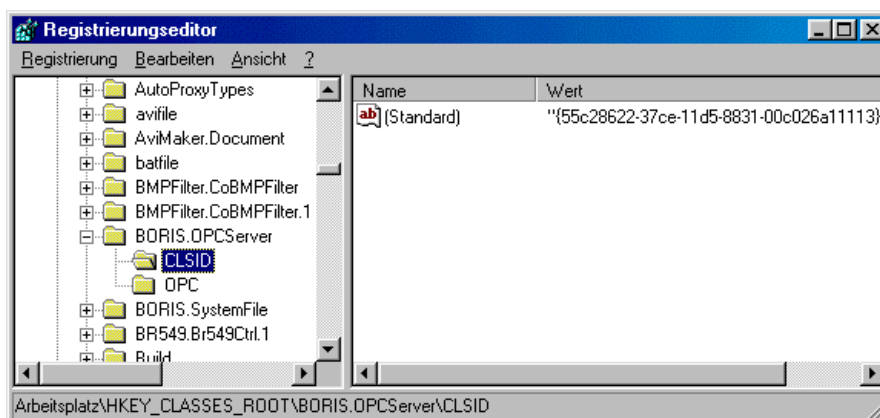 Registrierungseditor
Registrierung Bearbeiten Ansicht ?
AutoProxyTypes
avifile
AviMaker.Document
batfile
BMPFilter.CoBMPFilter
BMPFilter.CoBMPFilter.1
BORIS.OPCServer
CLSID
OPC
BORIS.SystemFile
BR549.Br549Ctrl.1
Build
Name Wert
ab (Standard) "{55c28622-37ce-11d5-8831-00c026a11113}
Arbeitsplatz\HKEY_CLASSES_ROOT\BORIS.OPCServer\CLSID